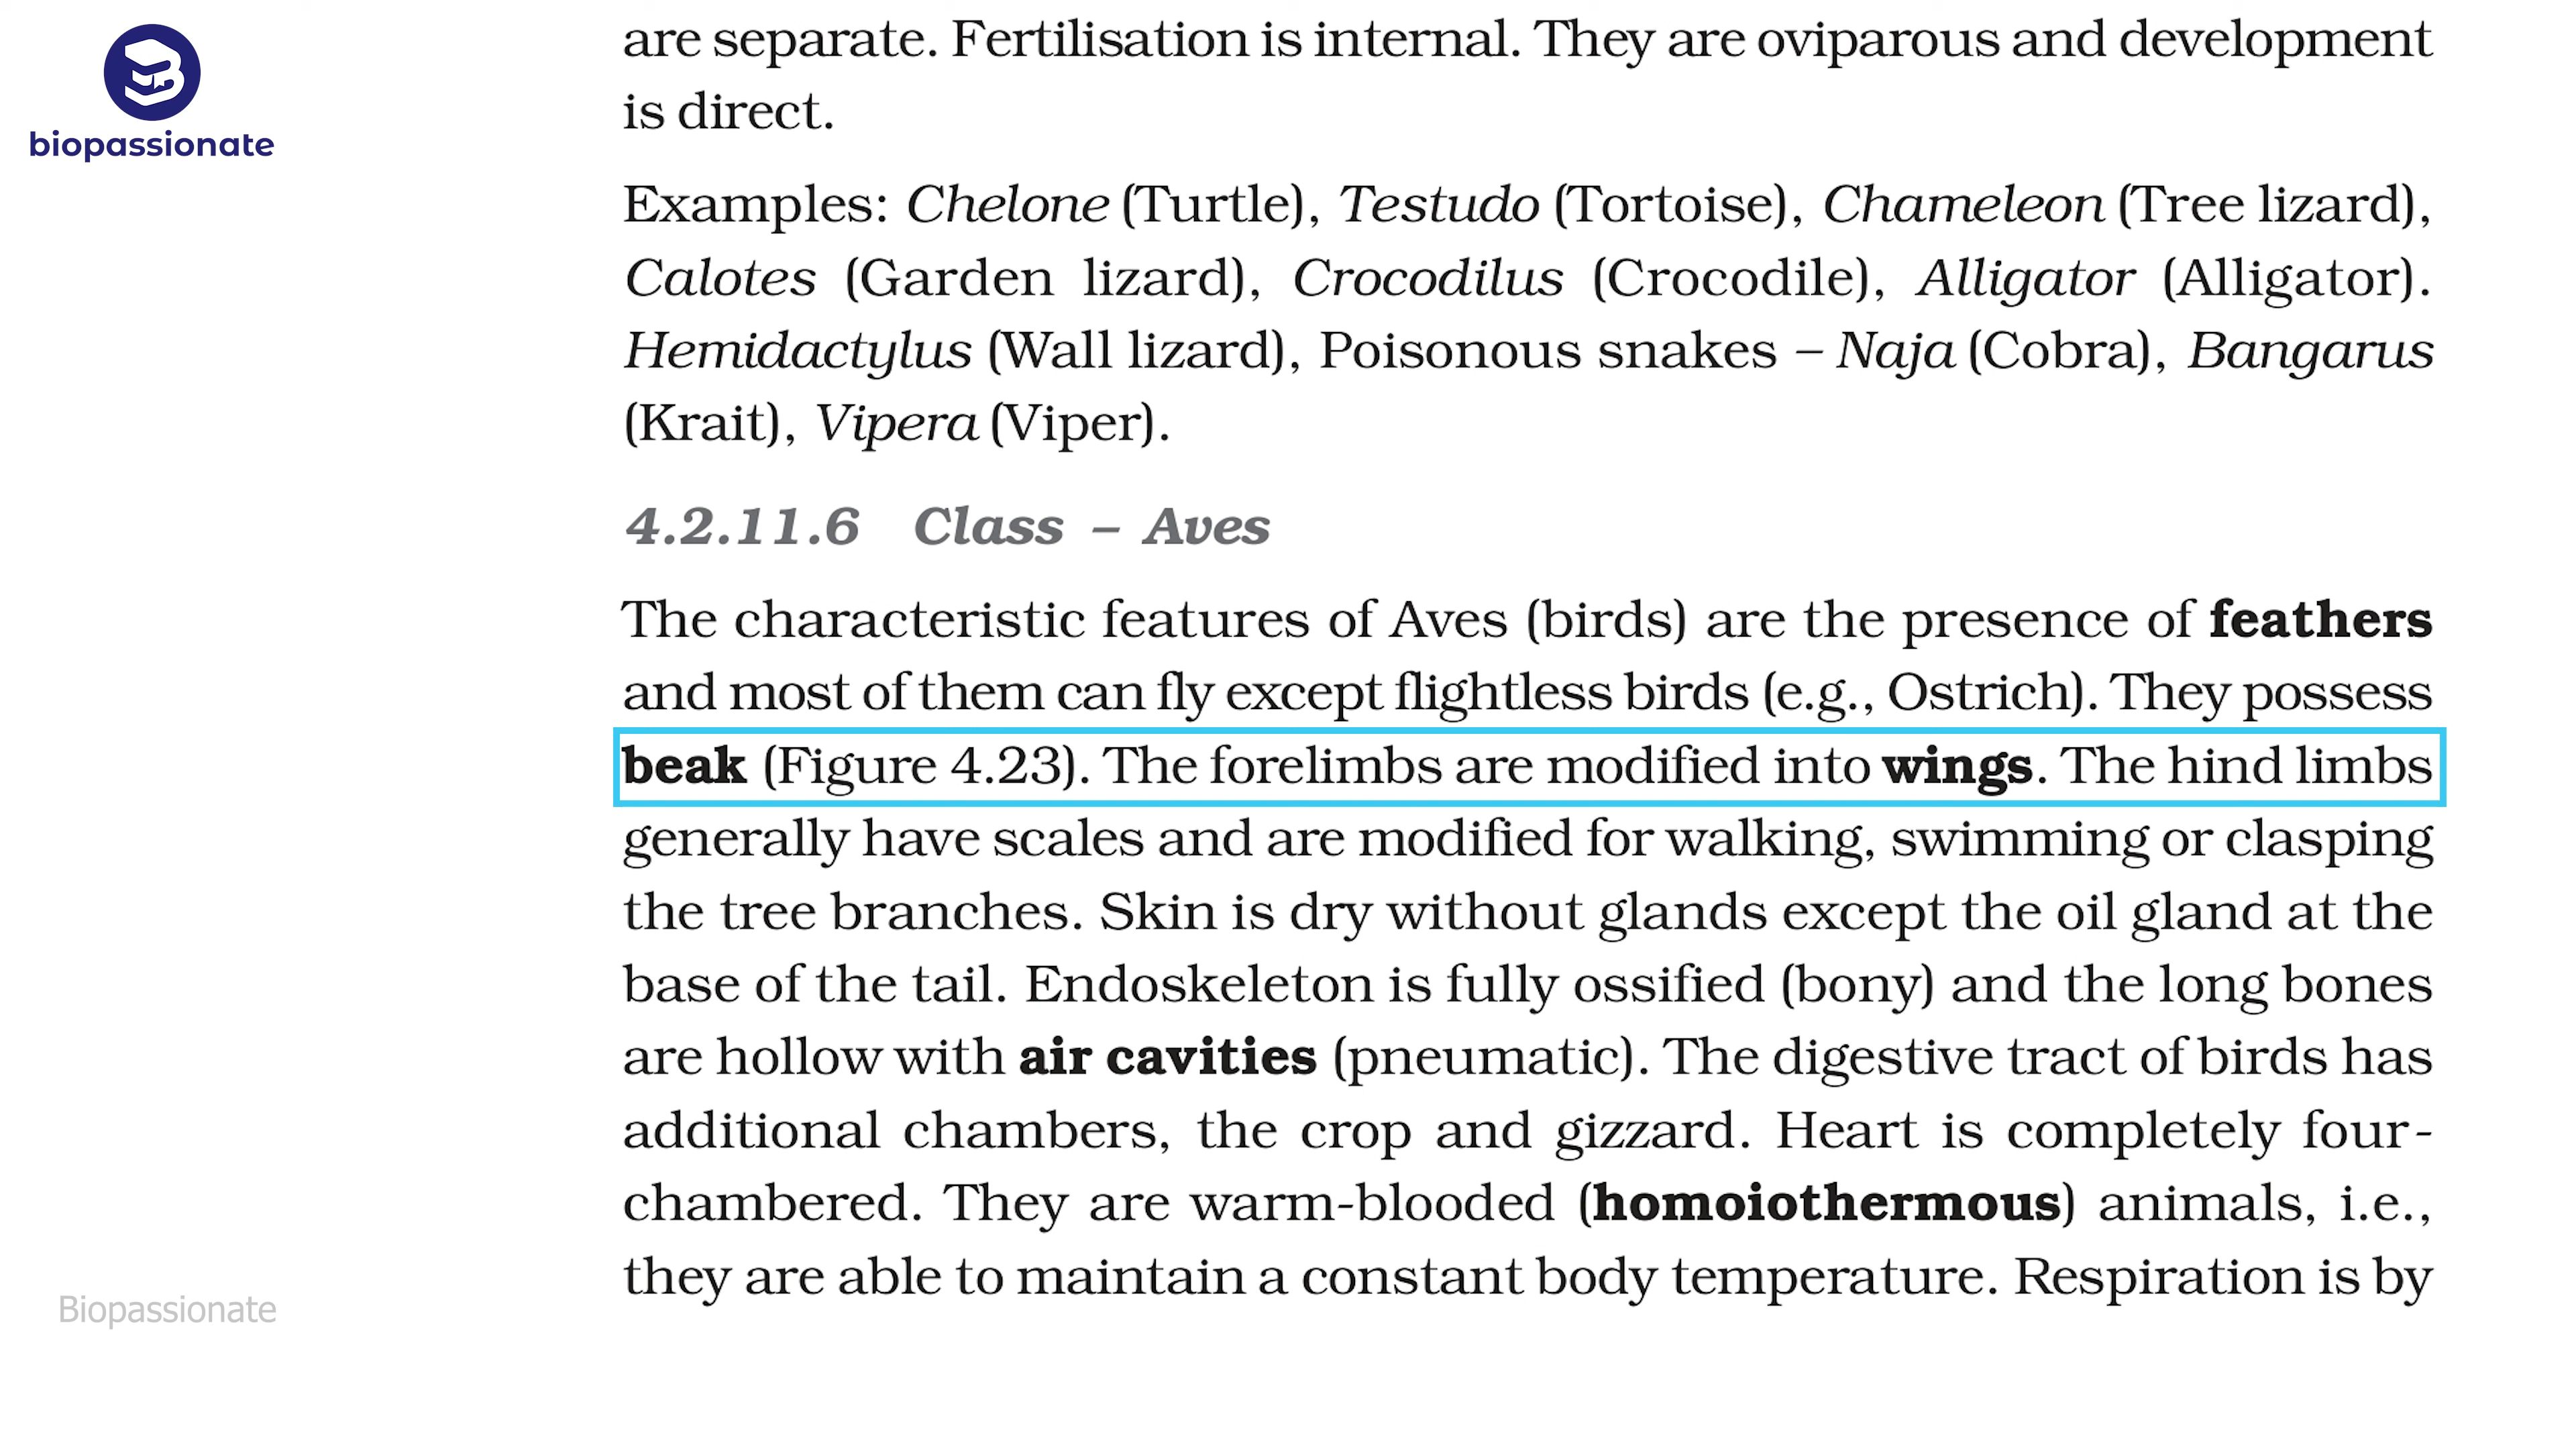 biopassionate
are separate. Fertilisation is internal. They are oviparous and development
is direct.
Examples: Chelone (Turtle), Testudo (Tortoise), Chameleon (Tree lizard),
Calotes (Garden lizard), Crocodilus (Crocodile), Alligator (Alligator).
Hemidactylus (Wall lizard), Poisonous snakes – Naja (Cobra), Bangarus
(Krait), Vipera (Viper).
4.2.11.6 Class – Aves
The characteristic features of Aves (birds) are the presence of feathers
and most of them can fly except flightless birds (e.g., Ostrich). They possess
beak (Figure 4.23). The forelimbs are modified into wings. The hind limbs
generally have scales and are modified for walking, swimming or clasping
the tree branches. Skin is dry without glands except the oil gland at the
base of the tail. Endoskeleton is fully ossified (bony) and the long bones
are hollow with air cavities (pneumatic). The digestive tract of birds has
additional chambers, the crop and gizzard. Heart is completely four-
chambered. They are warm-blooded (homoiothermous) animals, i.e.,
they are able to maintain a constant body temperature. Respiration is by
Biopassionate